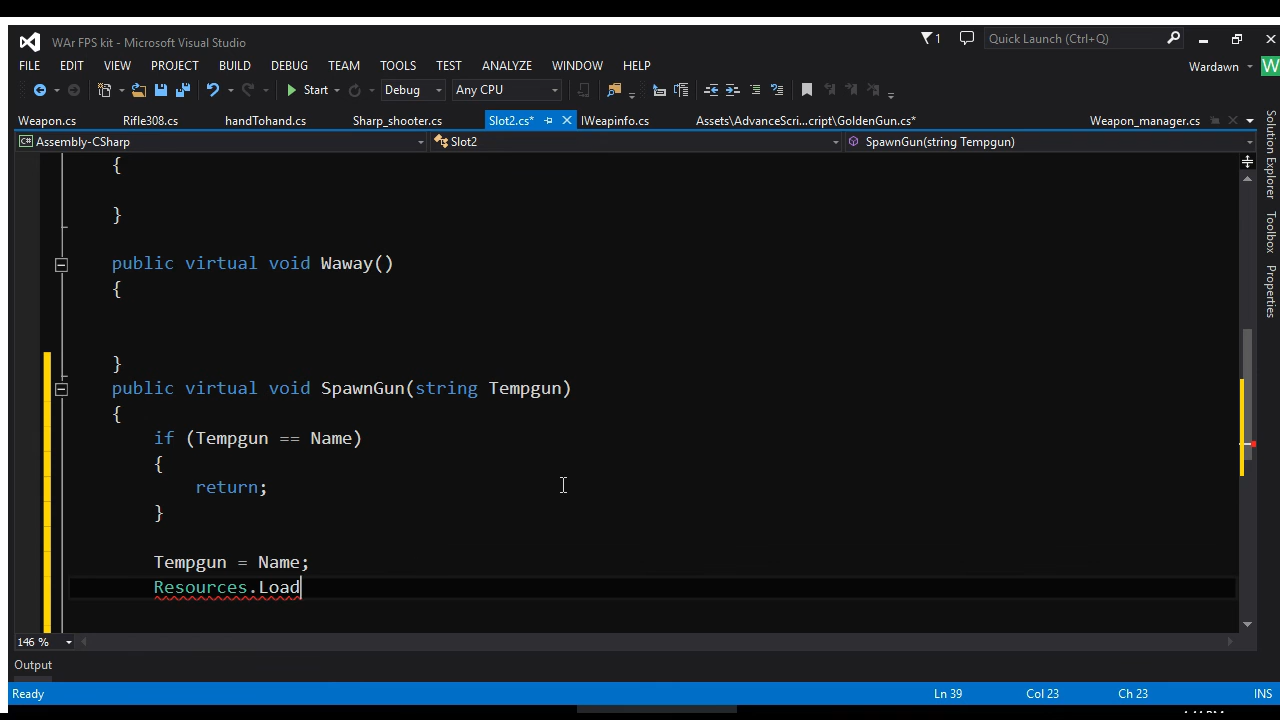 WAr FPS kit - Microsoft Visual Studio
1
Quick Launch (Ctrl+Q)
FILE EDIT VIEW PROJECT BUILD DEBUG TEAM TOOLS TEST ANALYZE WINDOW HELP
Wardawn W
Start Debug Any CPU
Weapon.cs Rifle308.cs handTohand.cs Sharp_shooter.cs Slot2.cs* IWeapinfo.cs Assets\AdvanceScri...cript\GoldenGun.cs* Weapon_manager.cs
C# Assembly-CSharp Slot2 SpawnGun(string Tempgun)
{
}
public virtual void Waway()
{
}
public virtual void SpawnGun(string Tempgun)
{
if (Tempgun == Name)
{
return;
}
Tempgun = Name;
Resources.Load
Solution Explorer
Toolbox
Properties
146 %
Output
Ready Ln 39 Col 23 Ch 23 INS